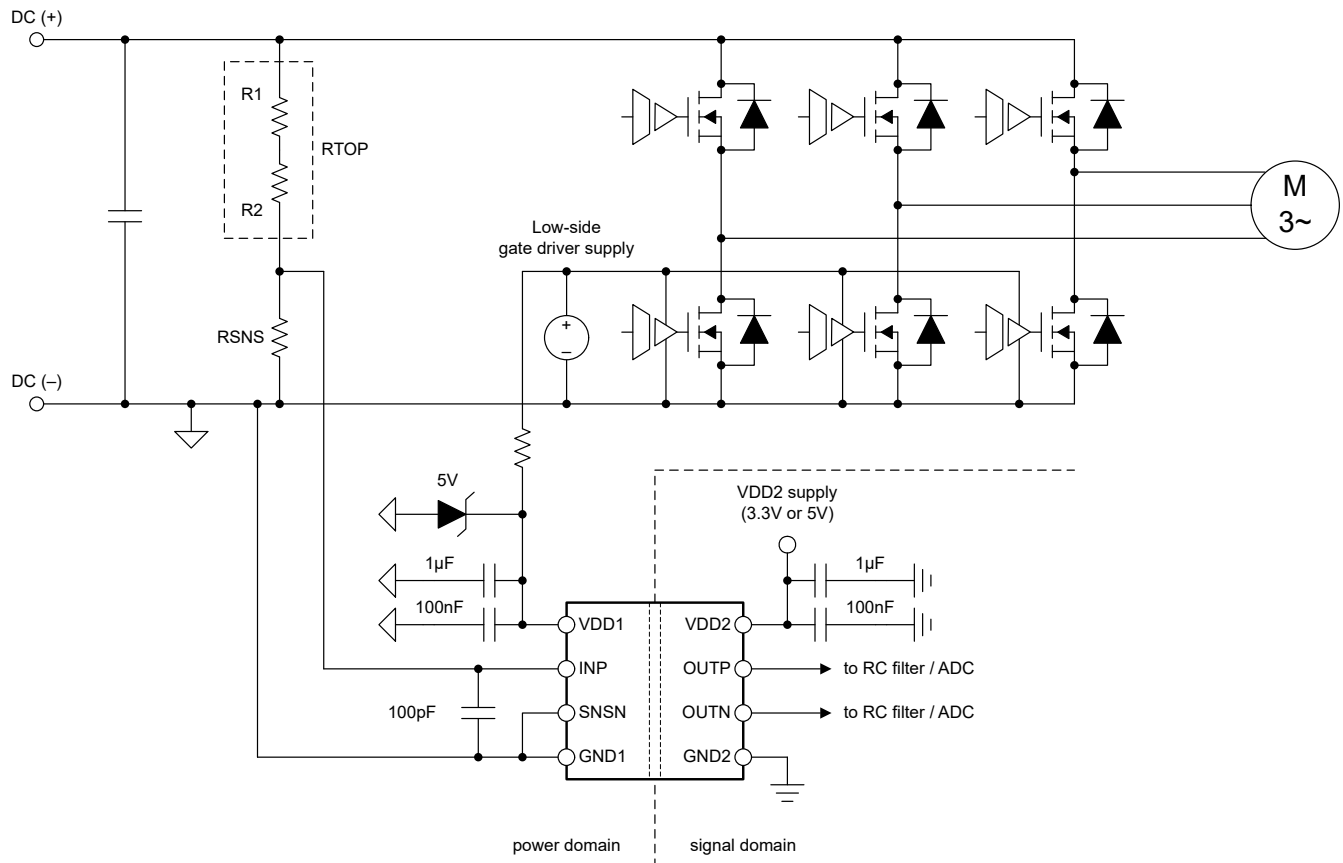 DC (+)
R1
RTOP
R2
M
3~
Low-side
gate driver supply
RSNS
+
–
DC (–)
5V
VDD2 supply
(3.3V or 5V)
1µF
1µF
100nF
100nF
VDD1
VDD2
INP
OUTP
to RC filter / ADC
100pF
SNSN
OUTN
to RC filter / ADC
GND1
GND2
power domain
signal domain